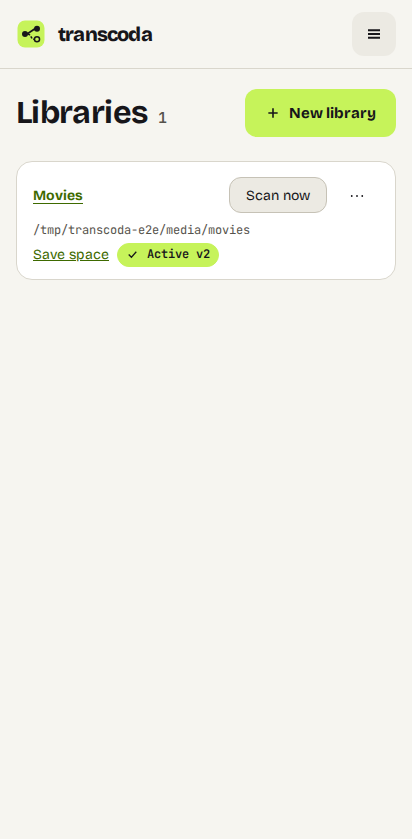 transcoda
Libraries 1
+ New library
Movies
Scan now
...
/tmp/transcoda-e2e/media/movies
Save space
✓ Active v2